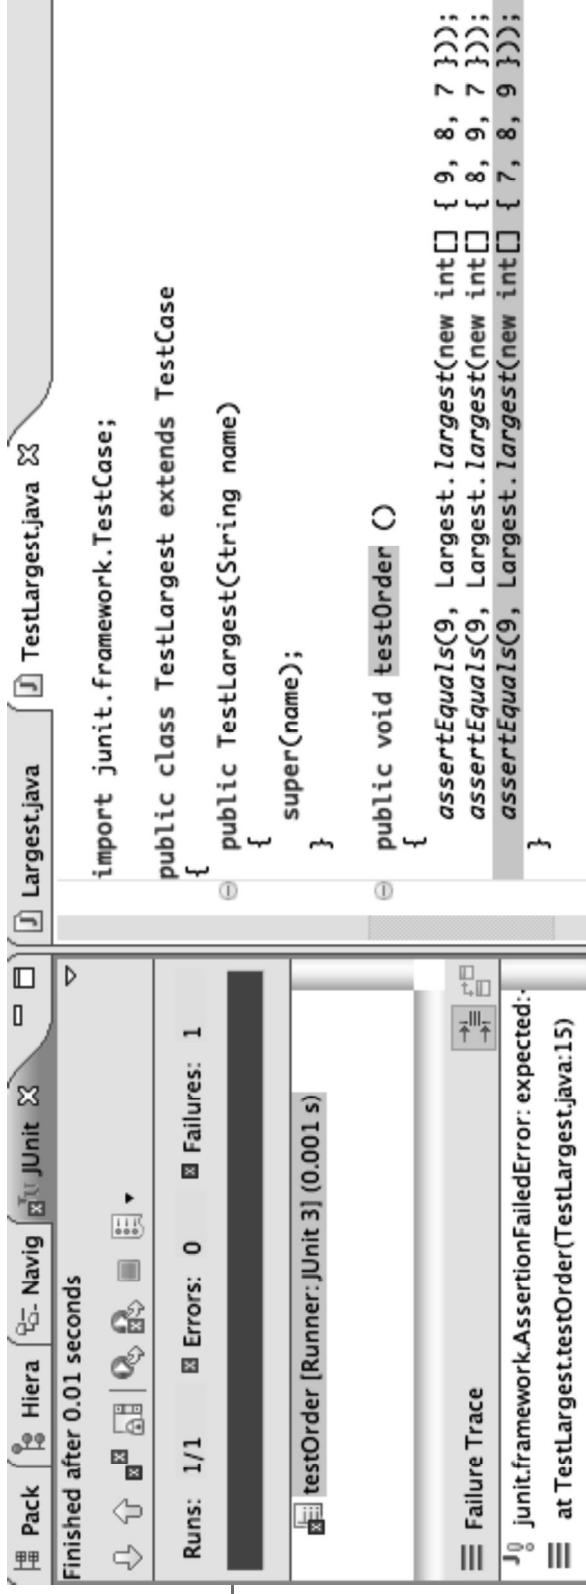 Pack Hiera Navig JUnit
Finished after 0.01 seconds
Runs: 1/1 Errors: 0 Failures: 1
testOrder [Runner: JUnit 3] (0.001 s)
Failure Trace
junit.framework.AssertionFailedError: expected:
at TestLargest.testOrder(TestLargest.java:15)
Largest.java TestLargest.java
import junit.framework.TestCase;
public class TestLargest extends TestCase
{
public TestLargest(String name)
{
super(name);
}
public void testOrder ()
{
assertEquals(9, Largest.largest(new int[] { 9, 8, 7 }));
assertEquals(9, Largest.largest(new int[] { 8, 9, 7 }));
assertEquals(9, Largest.largest(new int[] { 7, 8, 9 }));
}